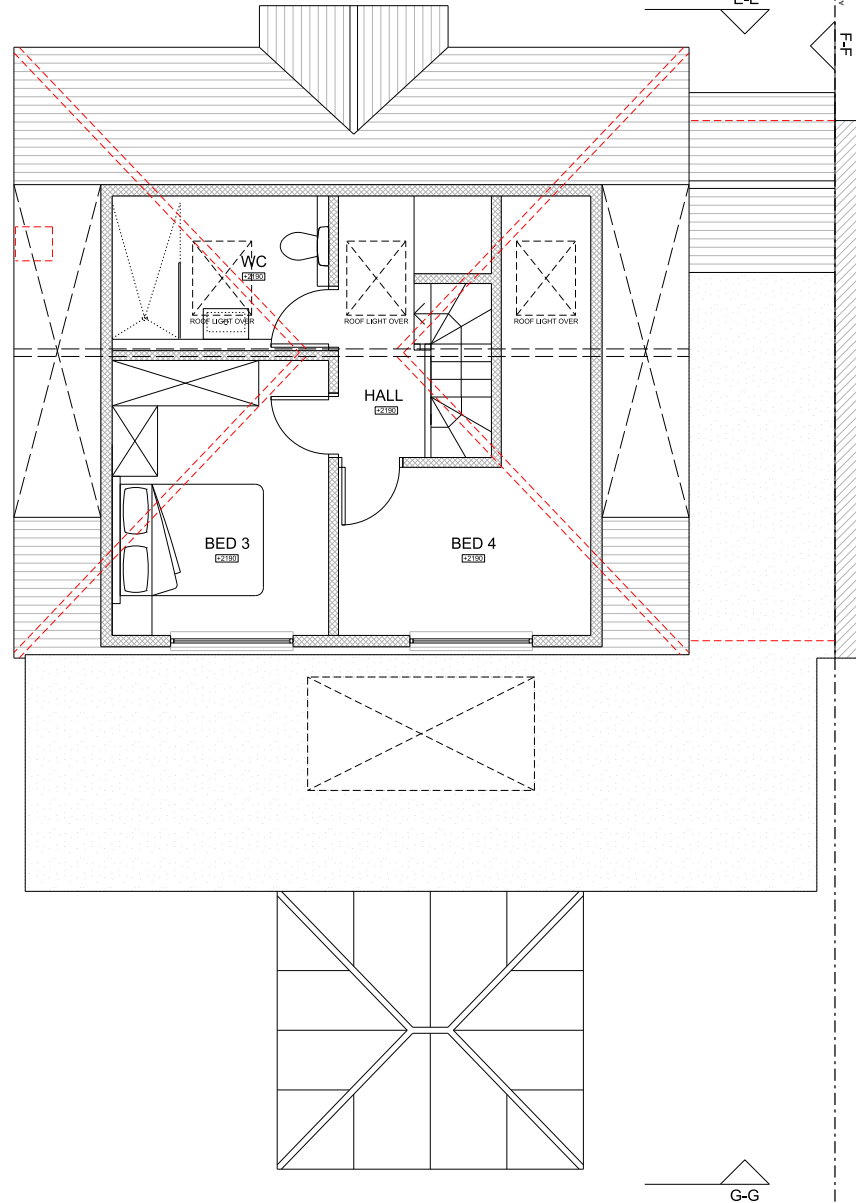 E-E
F-F
WC
+2190
ROOF LIGHT OVER
ROOF LIGHT OVER
ROOF LIGHT OVER
HALL
+2190
BED 3
+2190
BED 4
+2190
G-G